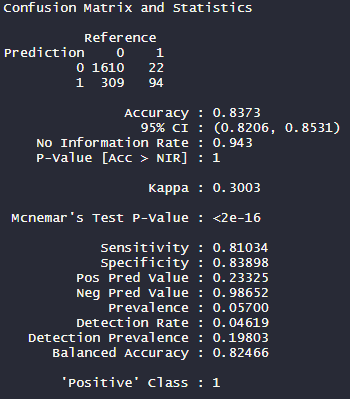 Confusion Matrix and Statistics
Reference
Prediction 0 1
0 1610 22
1 309 94
Accuracy : 0.8373
95% CI : (0.8206, 0.8531)
No Information Rate : 0.943
P-Value [Acc > NIR] : 1
Kappa : 0.3003
Mcnemar's Test P-Value : <2e-16
Sensitivity : 0.81034
Specificity : 0.83898
Pos Pred Value : 0.23325
Neg Pred Value : 0.98652
Prevalence : 0.05700
Detection Rate : 0.04619
Detection Prevalence : 0.19803
Balanced Accuracy : 0.82466
'Positive' Class : 1